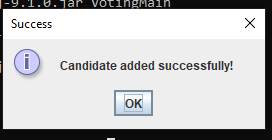 -9.1.0.jar VotingMain
Success
Candidate added successfully!
OK